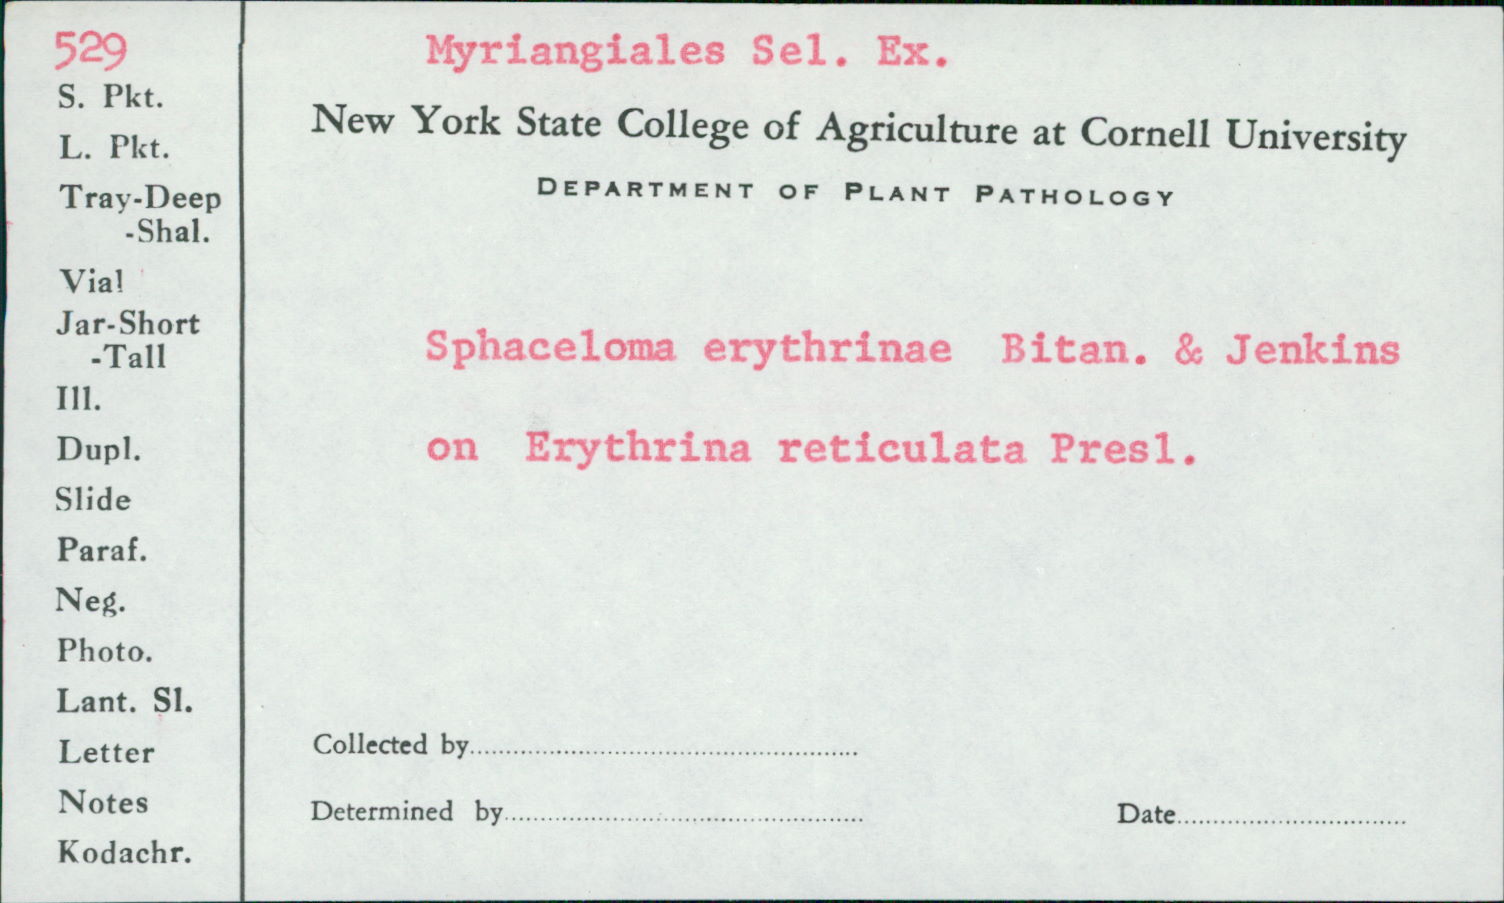 529
S. Pkt.
L. Pkt.
Tray-Deep
-Shal.
Vial
Jar-Short
-Tall
Ill.
Dupl.
Slide
Paraf.
Neg.
Photo.
Lant. Sl.
Letter
Notes
Kodachr.
Myriangiales Sel. Ex.
New York State College of Agriculture at Cornell University
DEPARTMENT OF PLANT PATHOLOGY
Sphaceloma erythrinae Bitan. & Jenkins
on Erythrina reticulata Presl.
Collected by
Determined by
Date